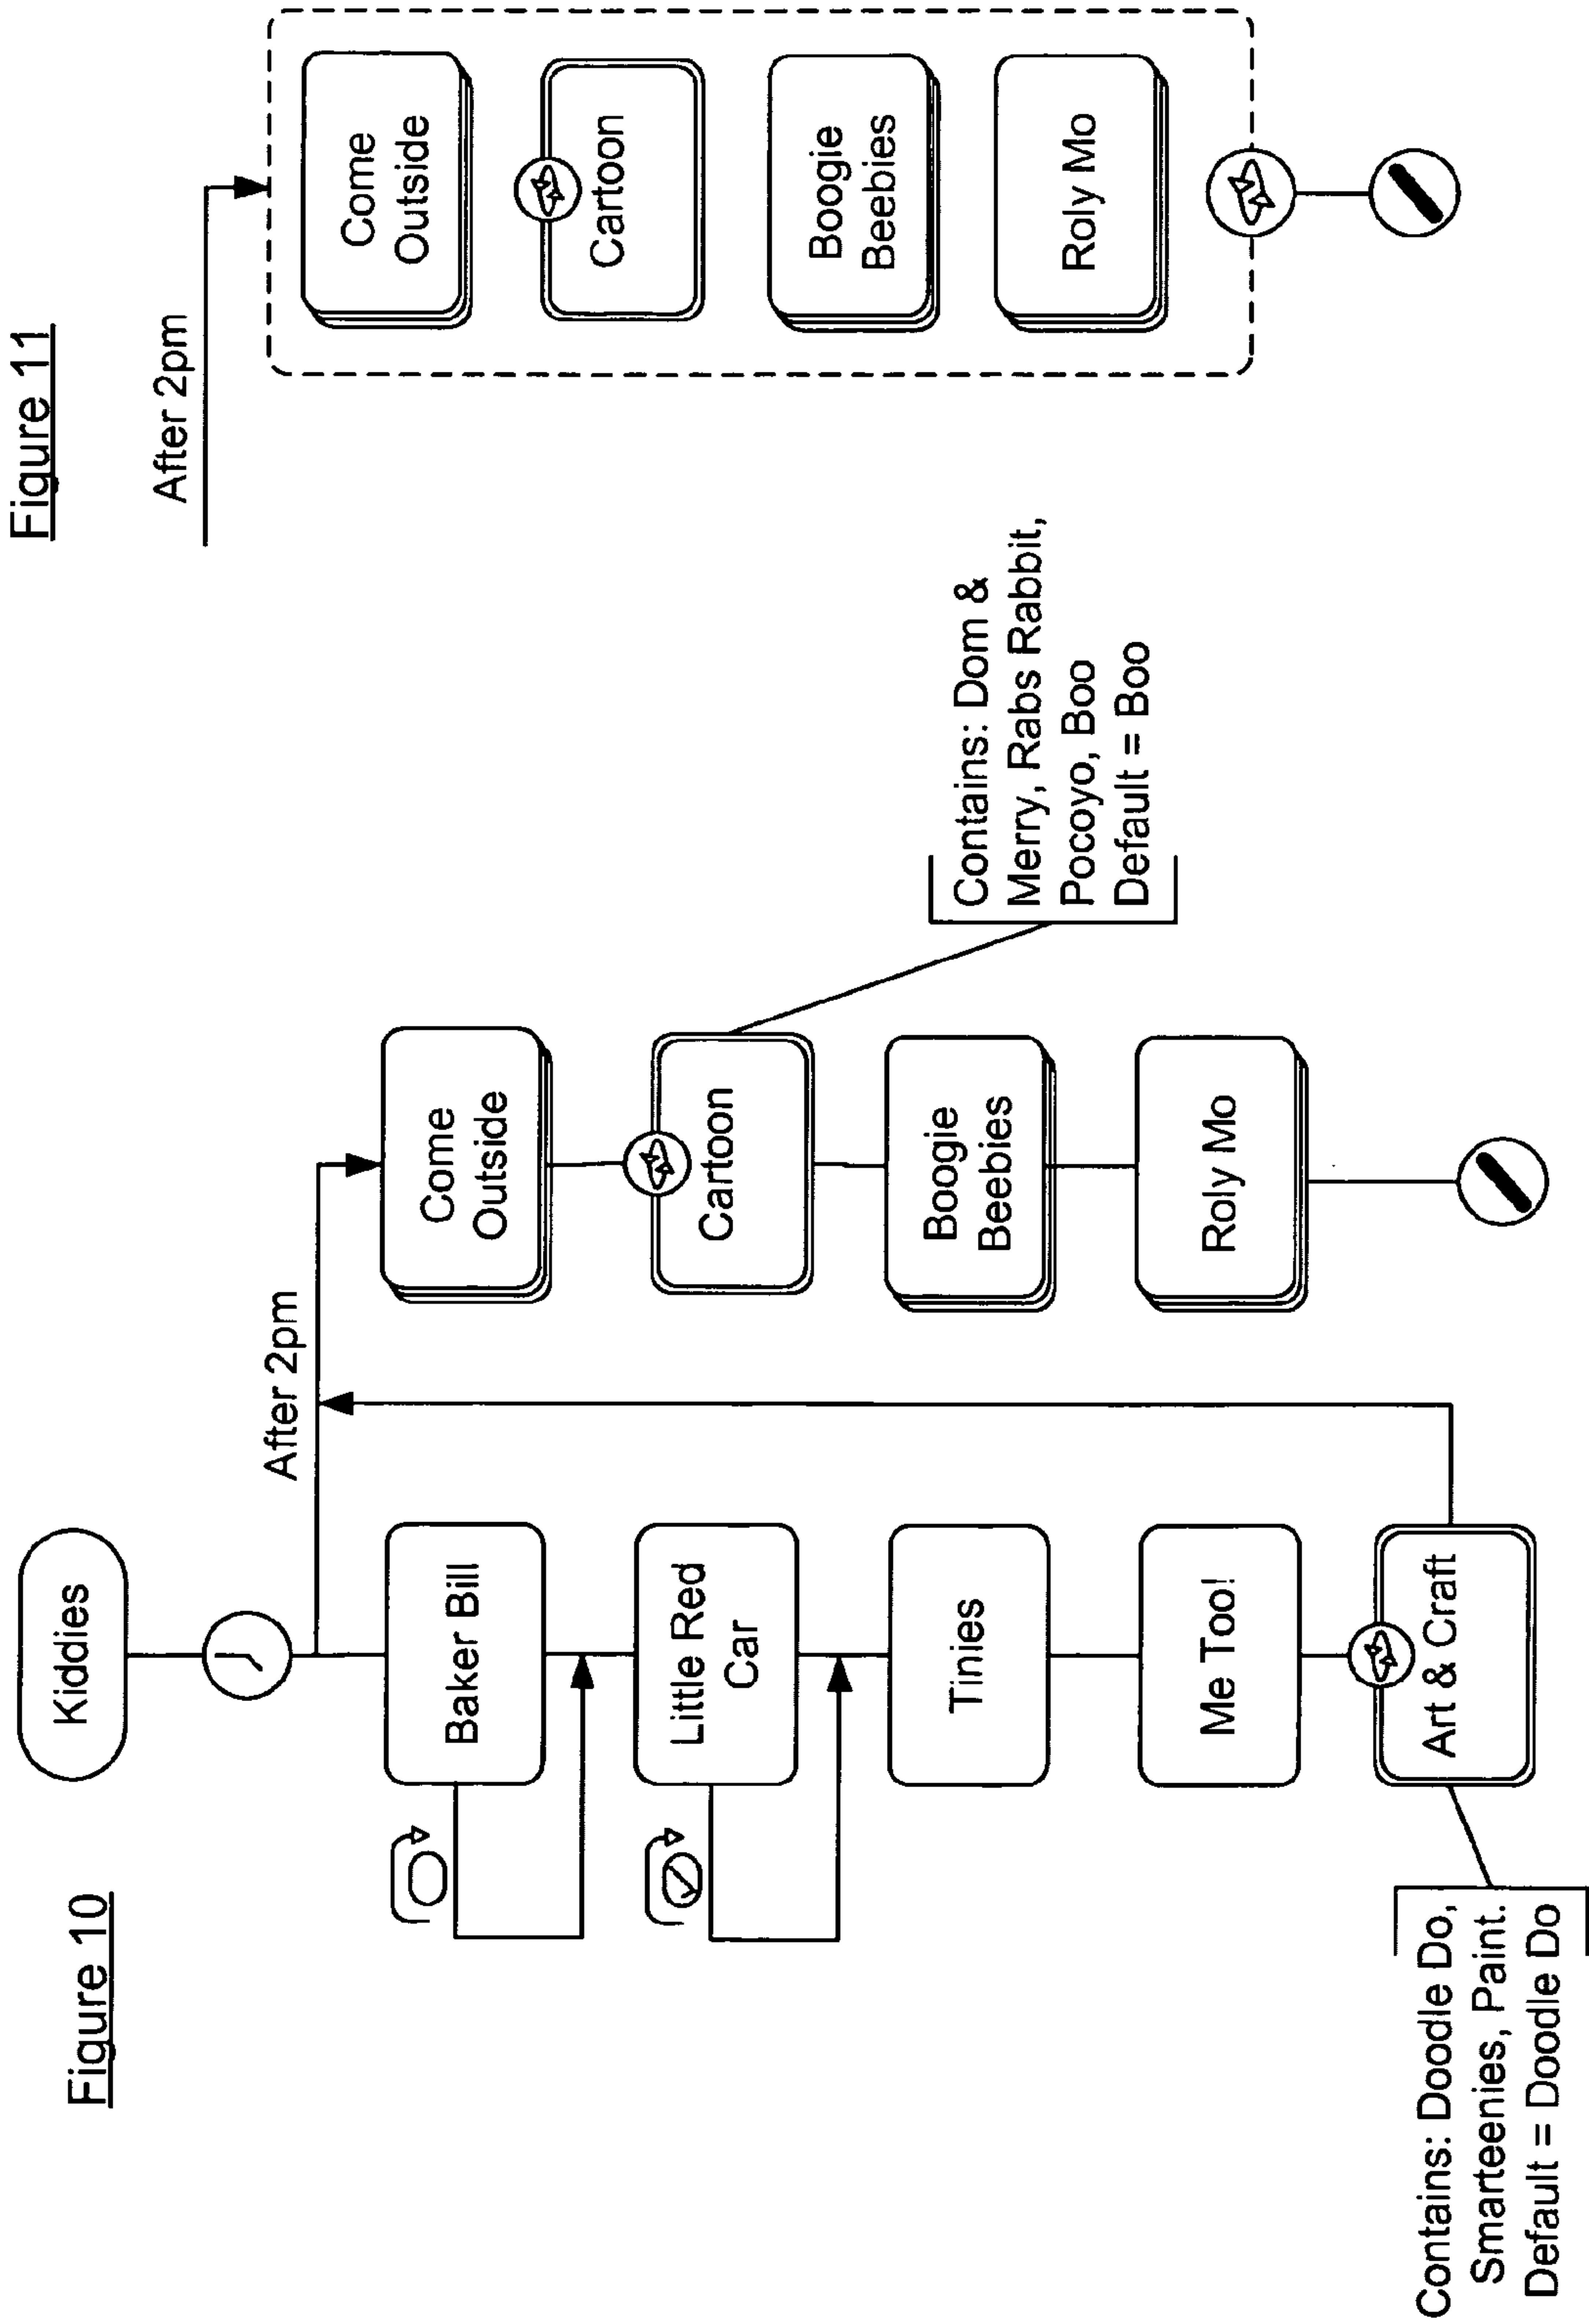 Figure 10
Kiddies
After 2pm
Baker Bill
Little Red
Car
Tinies
Me Too!
Art & Craft
Contains: Doodle Do,
Smarteenies, Paint.
Default = Doodle Do
Come
Outside
Cartoon
Boogie
Beebies
Roly Mo
Contains: Dom &
Merry, Rabs Rabbit,
Pocoyo, Boo
Default = Boo
Figure 11
After 2pm
Come
Outside
Cartoon
Boogie
Beebies
Roly Mo